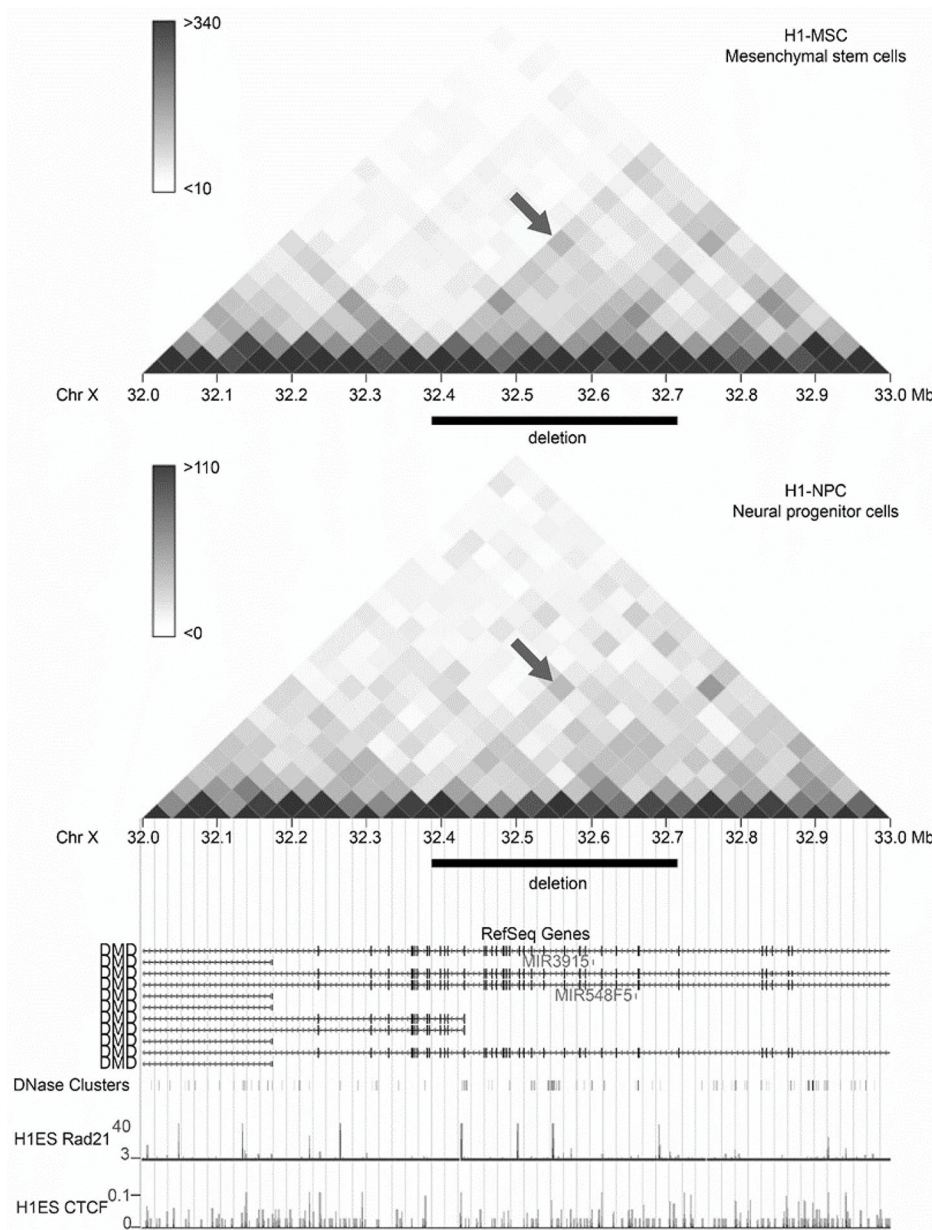 >340
<10
H1-MSC
Mesenchymal stem cells
Chr X 32.0 32.1 32.2 32.3 32.4 32.5 32.6 32.7 32.8 32.9 33.0 Mb
deletion
>110
<0
H1-NPC
Neural progenitor cells
Chr X 32.0 32.1 32.2 32.3 32.4 32.5 32.6 32.7 32.8 32.9 33.0 Mb
deletion
RefSeq Genes
DMD
DMD MIR3915
DMD
DMD
DMD MIR548F5
DMD
DMD
DMD
DMD
DMD
DMD
DNase Clusters
H1ES Rad21 40
3
H1ES CTCF 0.1
0